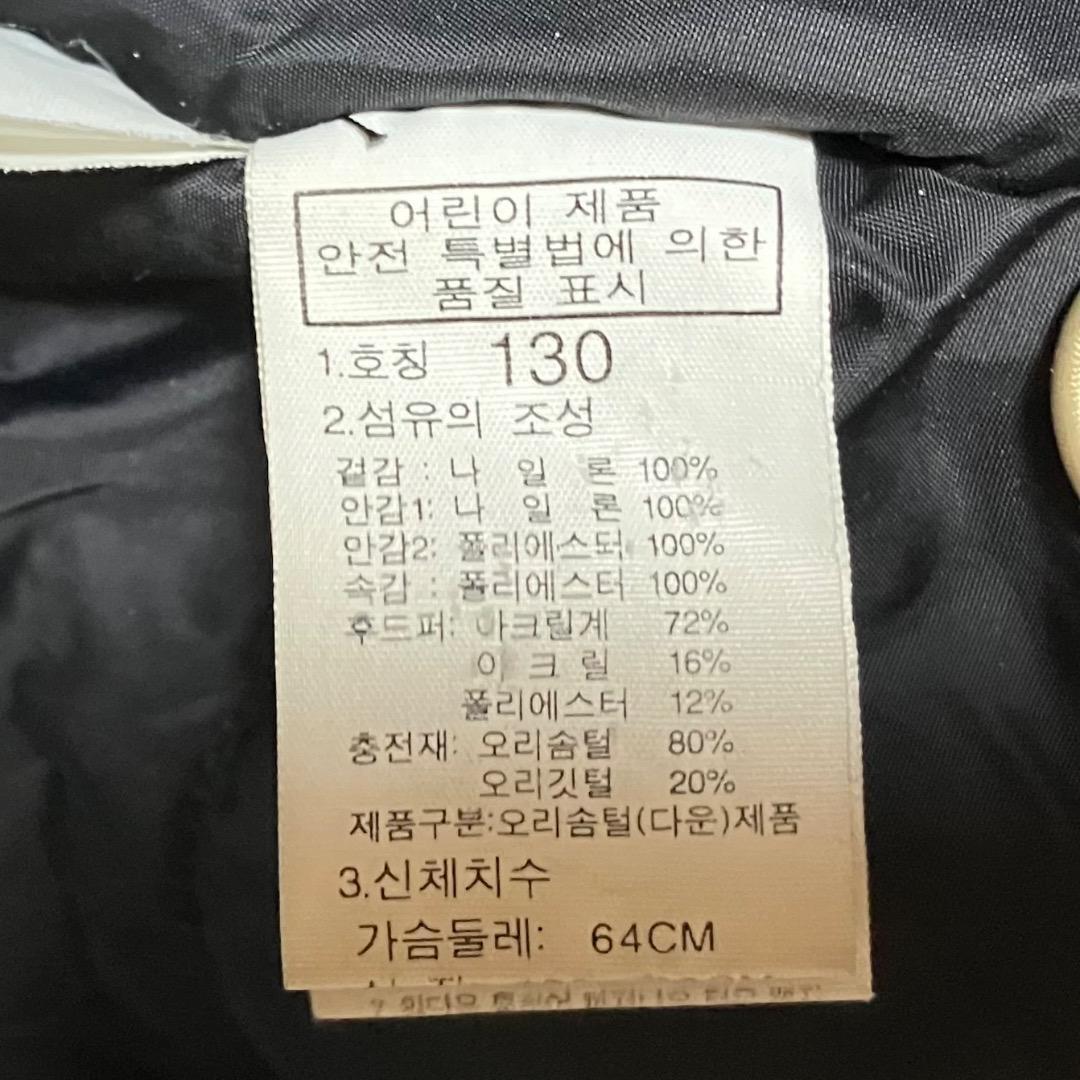 어린이 제품
안전 특별법에 의한
품질 표시
1.호칭 130
2.섬유의 조성
겉감 : 나 일 론 100%
안감1: 나 일 론 100%
안감2: 폴리에스터 100%
속감 : 폴리에스터 100%
후드퍼: 아크릴계 72%
아 크 릴 16%
폴리에스터 12%
충전재: 오리솜털 80%
오리깃털 20%
제품구분:오리솜털(다운)제품
3.신체치수
가슴둘레: 64CM